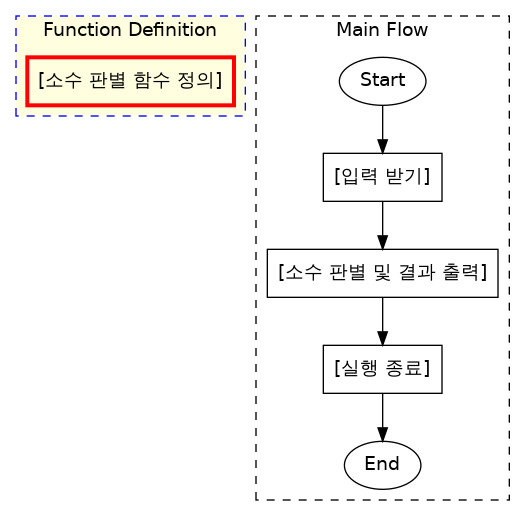 Function Definition
[소수 판별 함수 정의]
Main Flow
Start
[입력 받기]
[소수 판별 및 결과 출력]
[실행 종료]
End